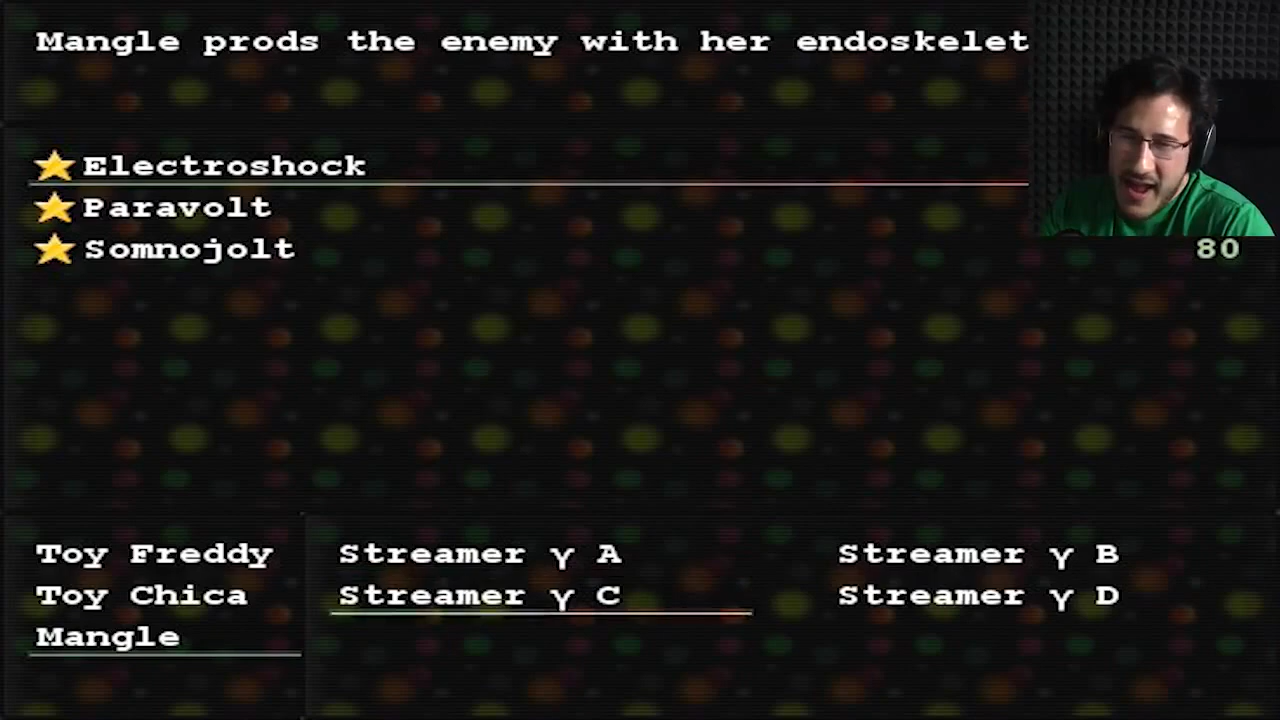 Mangle prods the enemy with her endoskelet
Electroshock
Paravolt
Somnojolt
80
Toy Freddy
Streamer γ A
Streamer γ B
Toy Chica
Streamer γ C
Streamer γ D
Mangle